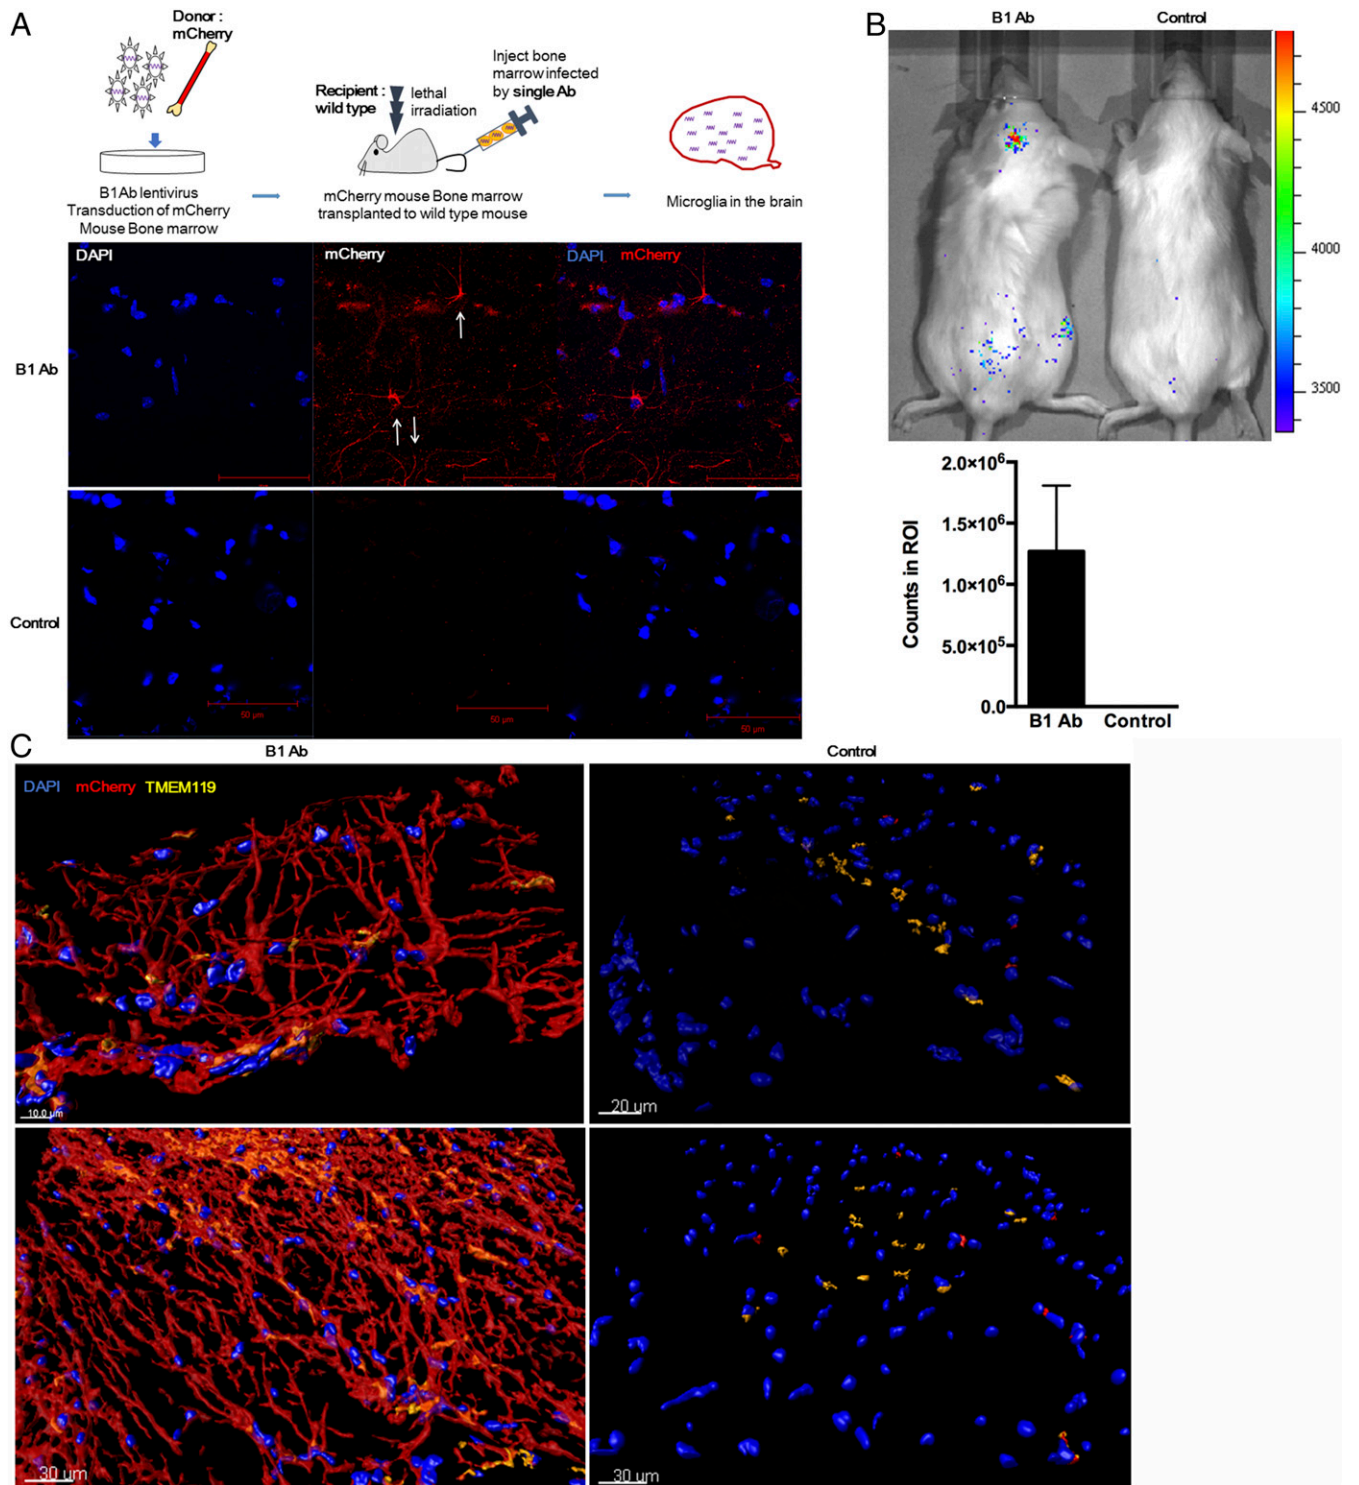 A
Donor :
mCherry
B1Ab lentivirus
Transduction of mCherry
Mouse Bone marrow
Recipient :
wild type
lethal
irradiation
Inject bone
marrow infected
by single Ab
mCherry mouse Bone marrow
transplanted to wild type mouse
Microglia in the brain
DAPI
mCherry
DAPI mCherry
B1 Ab
Control
50 µm
50 µm
50 µm
B
B1 Ab
Control
4500
4000
3500
Counts in ROI
2.0×10⁶
1.5×10⁶
1.0×10⁶
5.0×10⁵
0.0
B1 Ab
Control
C
B1 Ab
Control
DAPI mCherry TMEM119
10.0 µm
20 µm
30 µm
30 µm